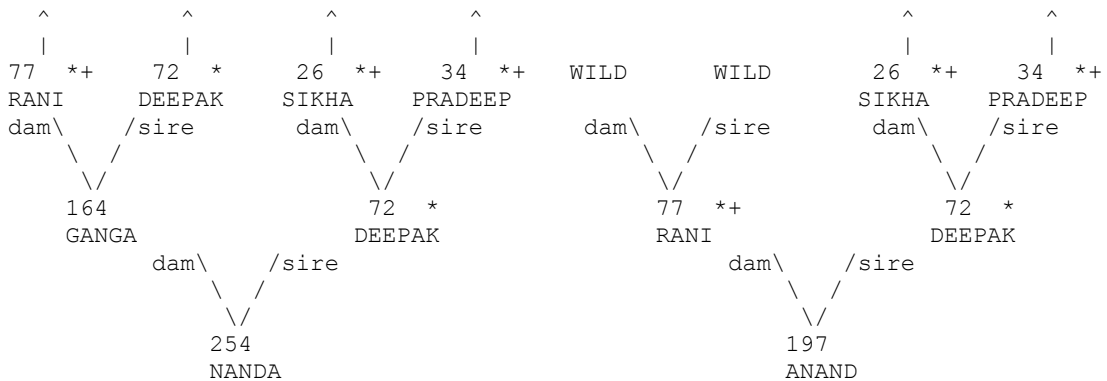 ^ ^ ^ ^ ^ ^
| | | | | |
77 *+ 72 * 26 *+ 34 *+ WILD WILD 26 *+ 34 *+
RANI DEEPAK SIKHA PRADEEP SIKHA PRADEEP
dam\ /sire dam\ /sire dam\ /sire dam\ /sire
\ / \ / \ / \ /
\/ \/ \/ \/
164 72 * 77 *+ 72 *
GANGA DEEPAK RANI DEEPAK
dam\ /sire dam\ /sire
\ / \ /
\/ \/
254 197
NANDA ANAND